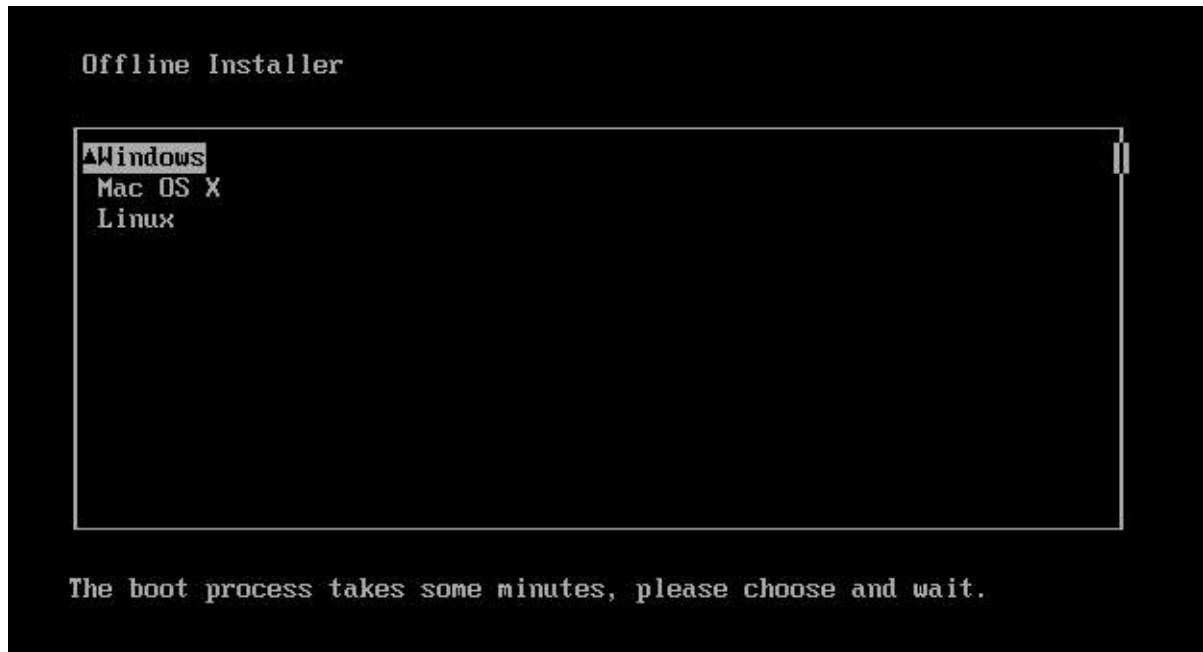 Offline Installer
▲Windows
Mac OS X
Linux
The boot process takes some minutes, please choose and wait.